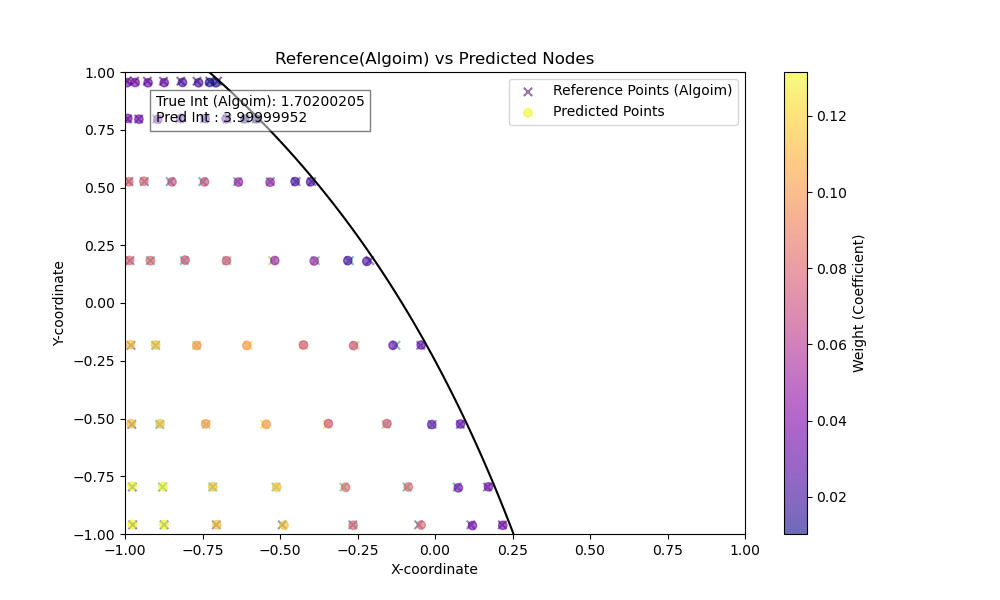 Reference(Algoim) vs Predicted Nodes
Reference Points (Algoim)
Predicted Points
True Int (Algoim): 1.70200205
Pred Int : 3.99999952
1.00
0.75
0.50
0.25
0.00
−0.25
−0.50
−0.75
−1.00
Y-coordinate
−1.00 −0.75 −0.50 −0.25 0.00 0.25 0.50 0.75 1.00
X-coordinate
0.12
0.10
0.08
0.06
0.04
0.02
Weight (Coefficient)